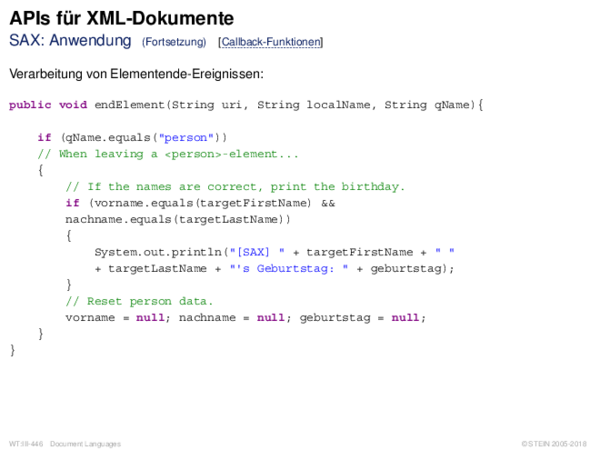 APIs für XML-Dokumente
SAX: Anwendung (Fortsetzung) [Callback-Funktionen]
Verarbeitung von Elementende-Ereignissen:
public void endElement(String uri, String localName, String qName){
if (qName.equals("person"))
// When leaving a <person>-element...
{
// If the names are correct, print the birthday.
if (vorname.equals(targetFirstName) &&
nachname.equals(targetLastName))
{
System.out.println("[SAX] " + targetFirstName + " "
+ targetLastName + "'s Geburtstag: " + geburtstag);
}
// Reset person data.
vorname = null; nachname = null; geburtstag = null;
}
}
WT:III-446 Document Languages © STEIN 2005-2018